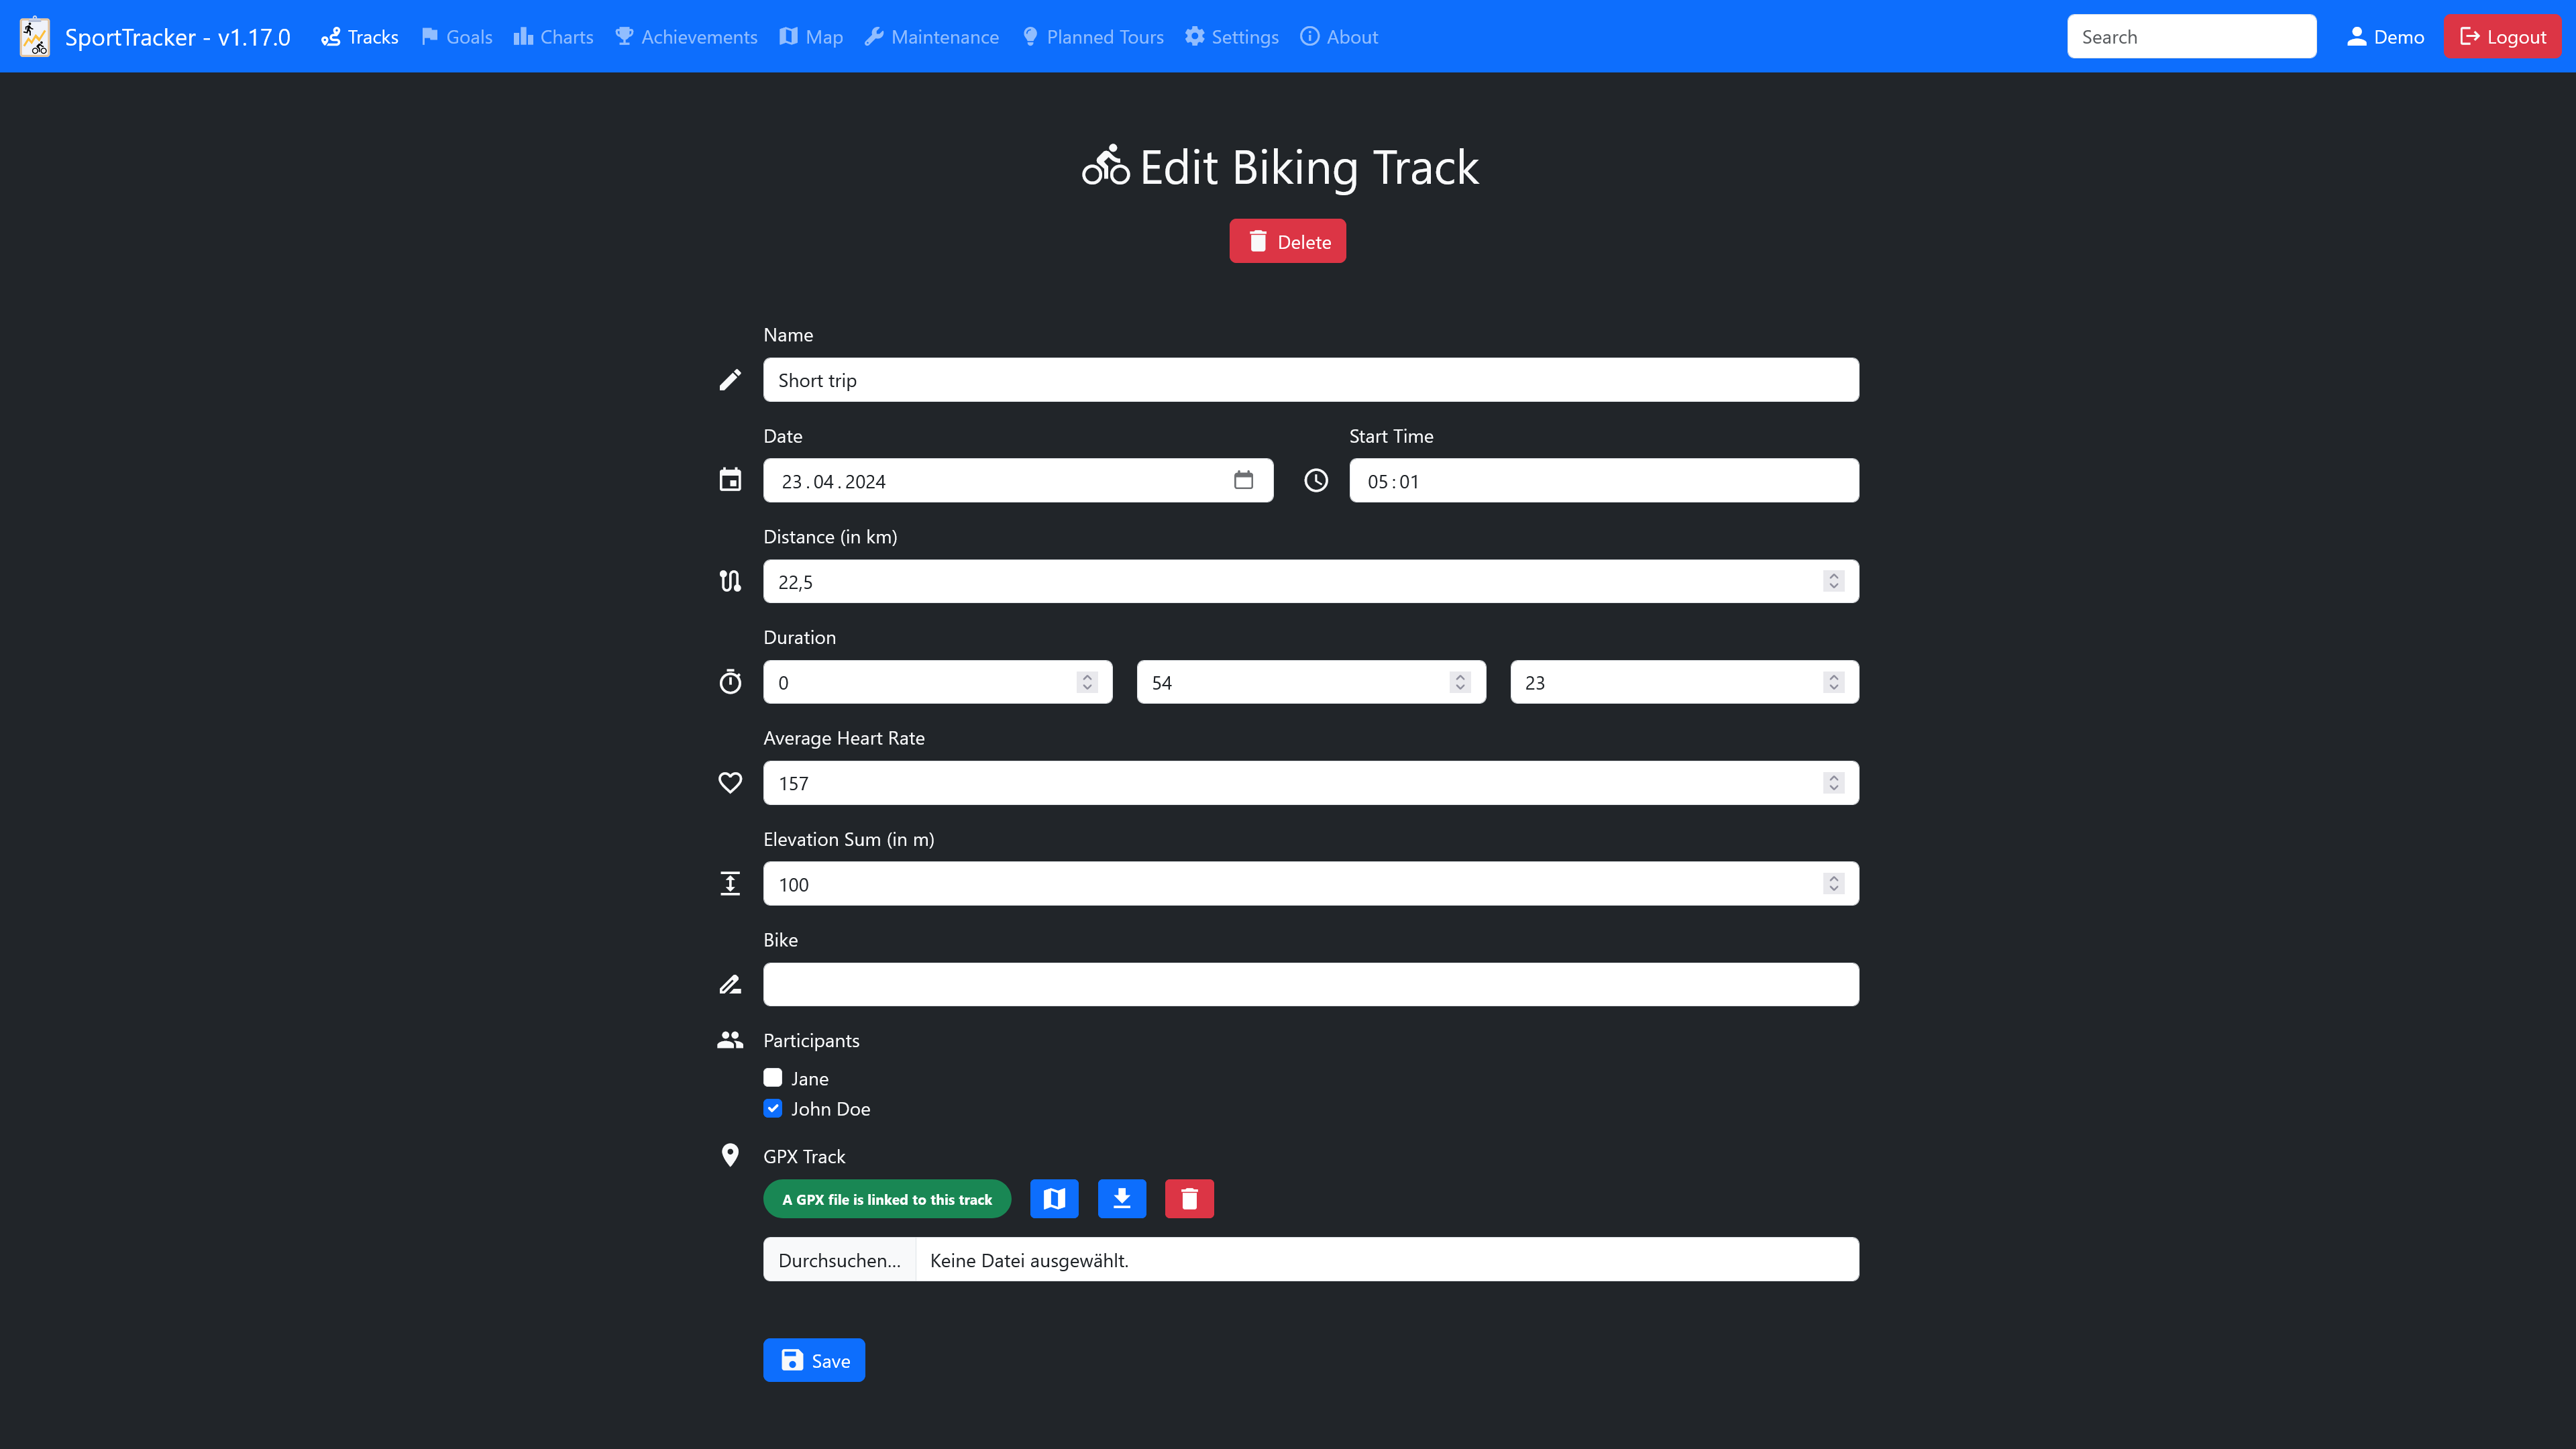 SportTracker - v1.17.0 Tracks Goals Charts Achievements Map Maintenance Planned Tours Settings About Search Demo Logout
Edit Biking Track
Delete
Name
Short trip
Date Start Time
23.04.2024 05:01
Distance (in km)
22,5
Duration
0 54 23
Average Heart Rate
157
Elevation Sum (in m)
100
Bike
Participants
Jane
John Doe
GPX Track
A GPX file is linked to this track
Durchsuchen... Keine Datei ausgewählt.
Save